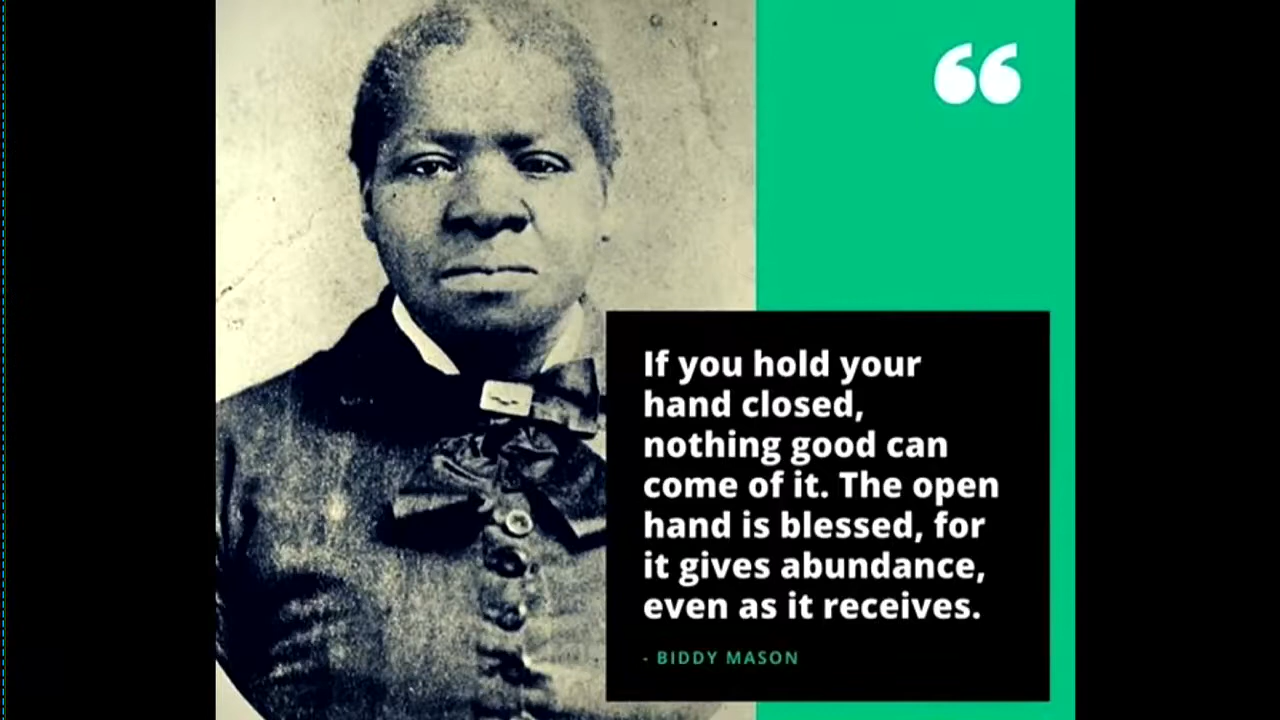 “
If you hold your
hand closed,
nothing good can
come of it. The open
hand is blessed, for
it gives abundance,
even as it receives.
- BIDDY MASON